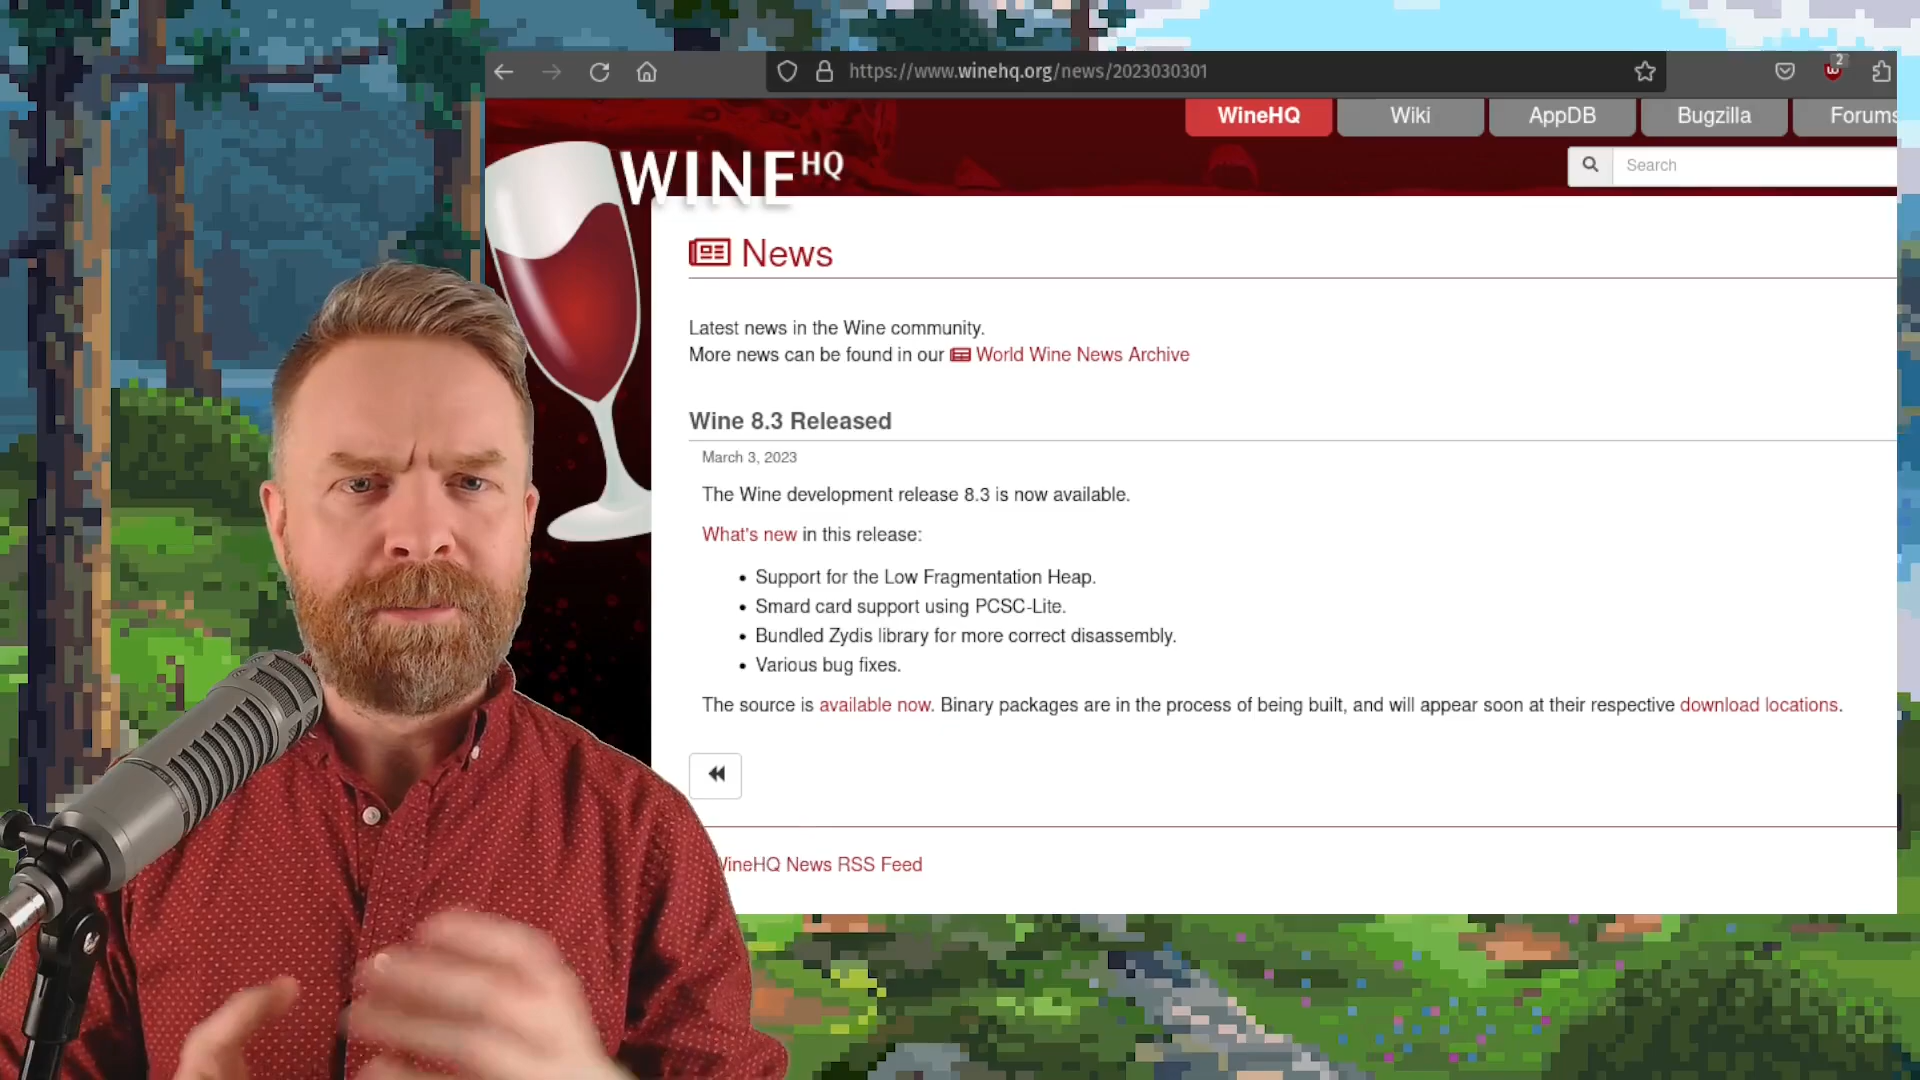 https://www.winehq.org/news/2023030301
2
WineHQ Wiki AppDB Bugzilla Forums
WINE HQ
Search
News
Latest news in the Wine community.
More news can be found in our World Wine News Archive
Wine 8.3 Released
March 3, 2023
The Wine development release 8.3 is now available.
What's new in this release:
• Support for the Low Fragmentation Heap.
• Smard card support using PCSC-Lite.
• Bundled Zydis library for more correct disassembly.
• Various bug fixes.
The source is available now. Binary packages are in the process of being built, and will appear soon at their respective download locations.
WineHQ News RSS Feed